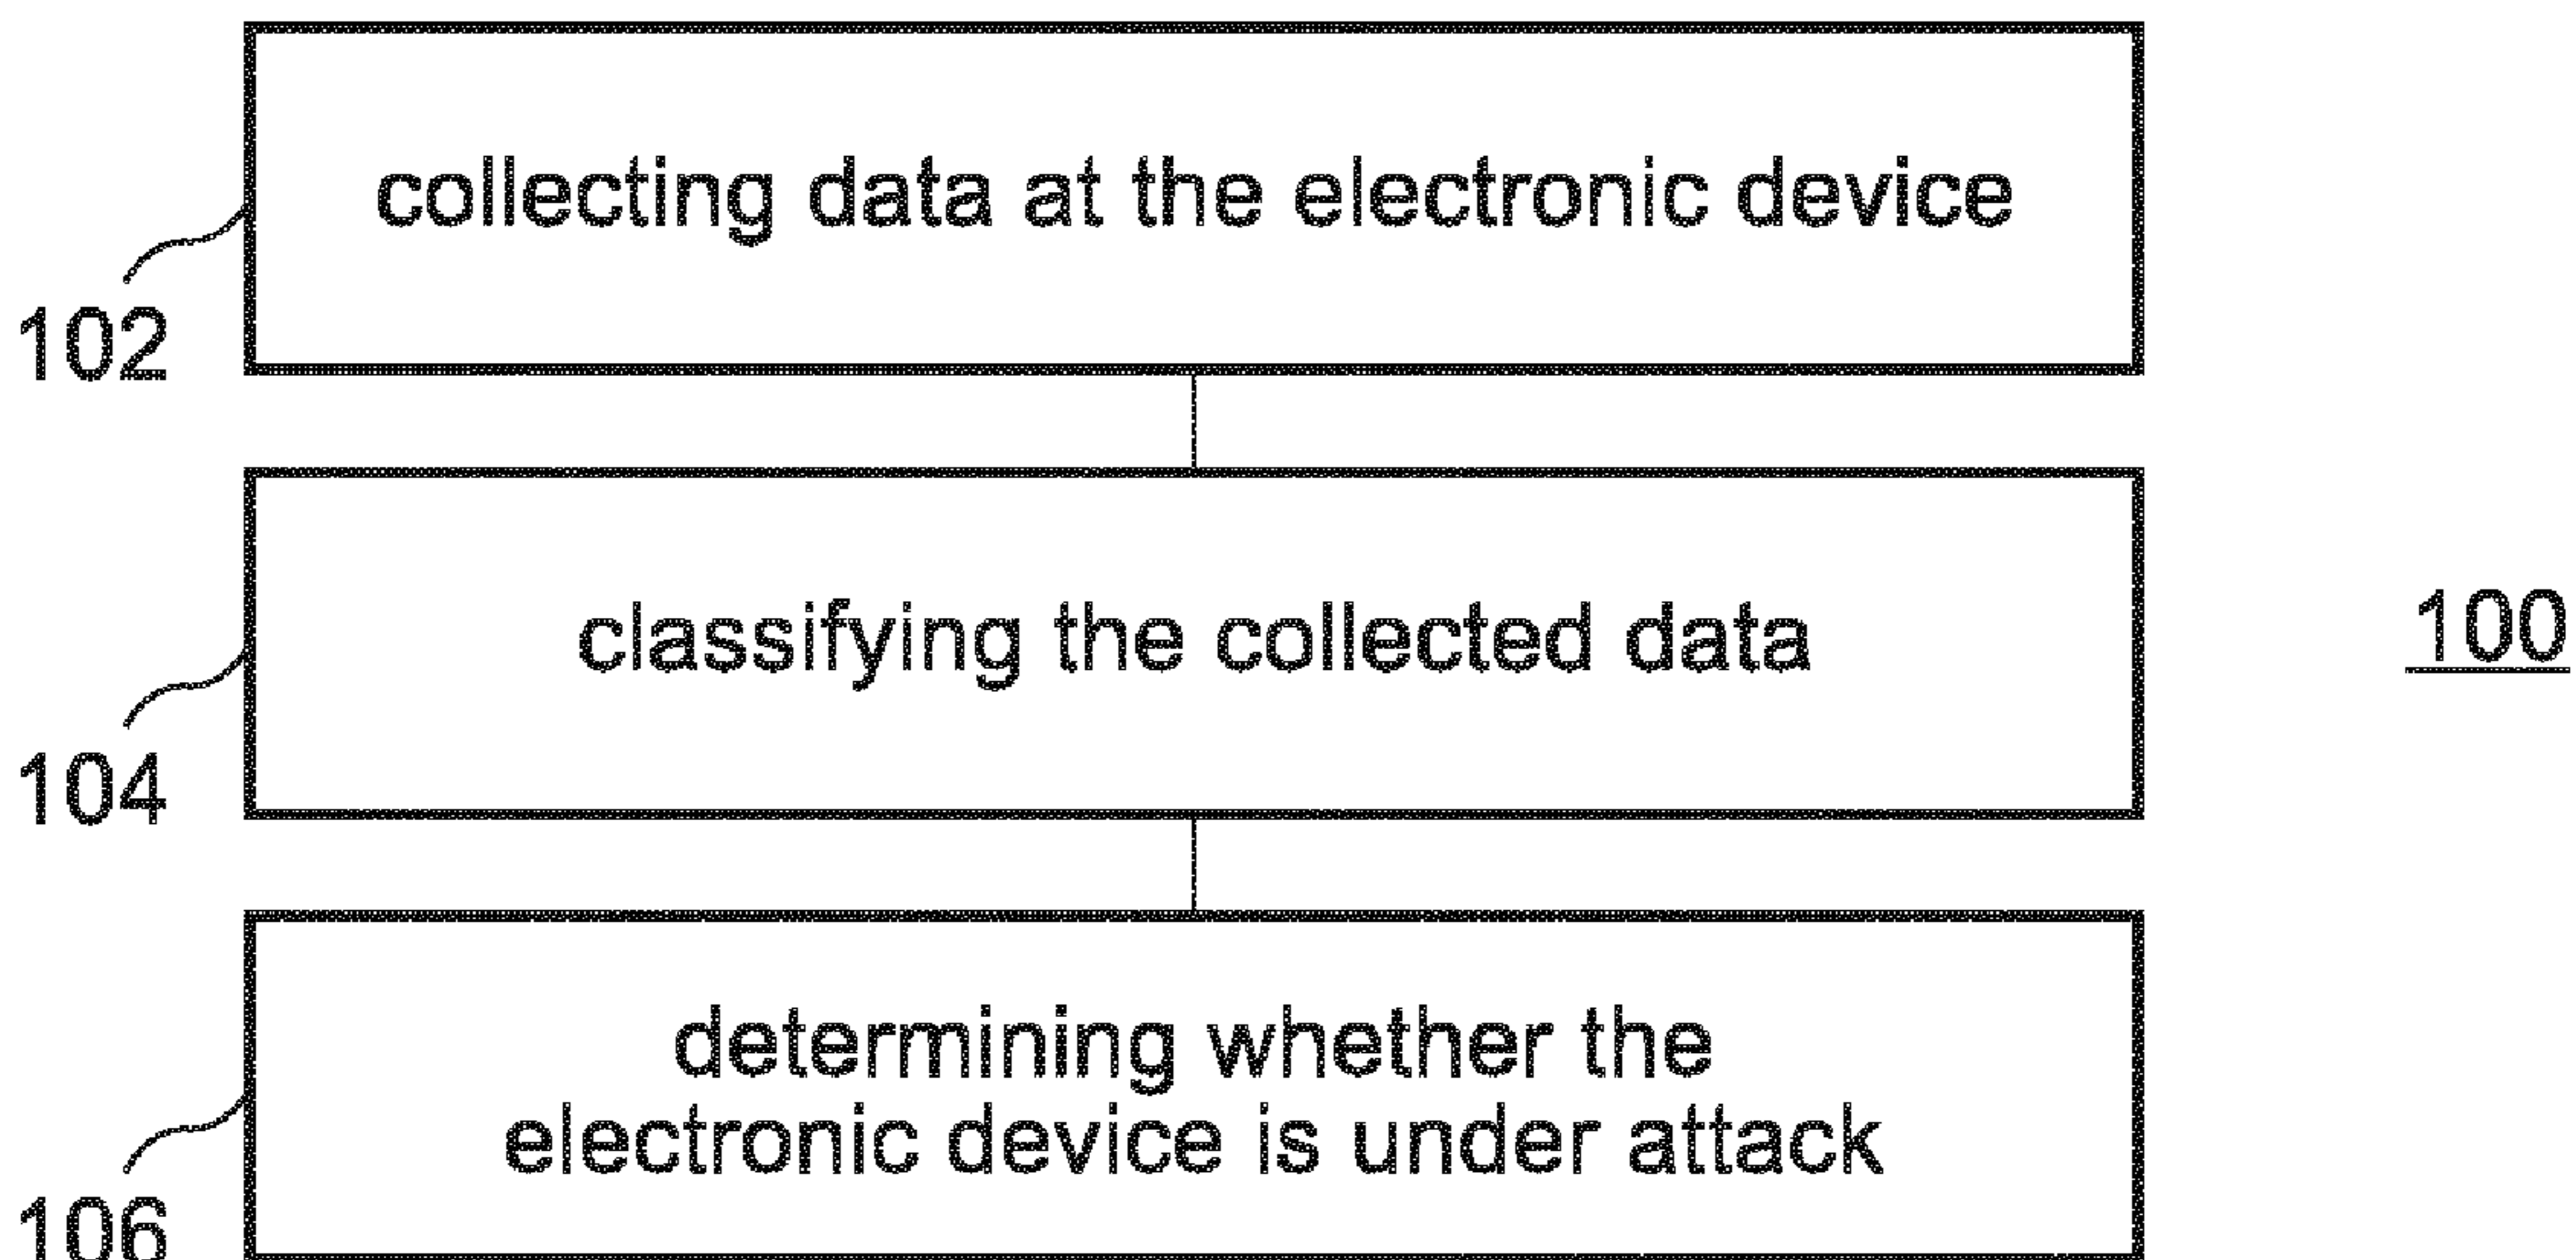 collecting data at the electronic device
102
classifying the collected data
100
104
determining whether the
electronic device is under attack
106